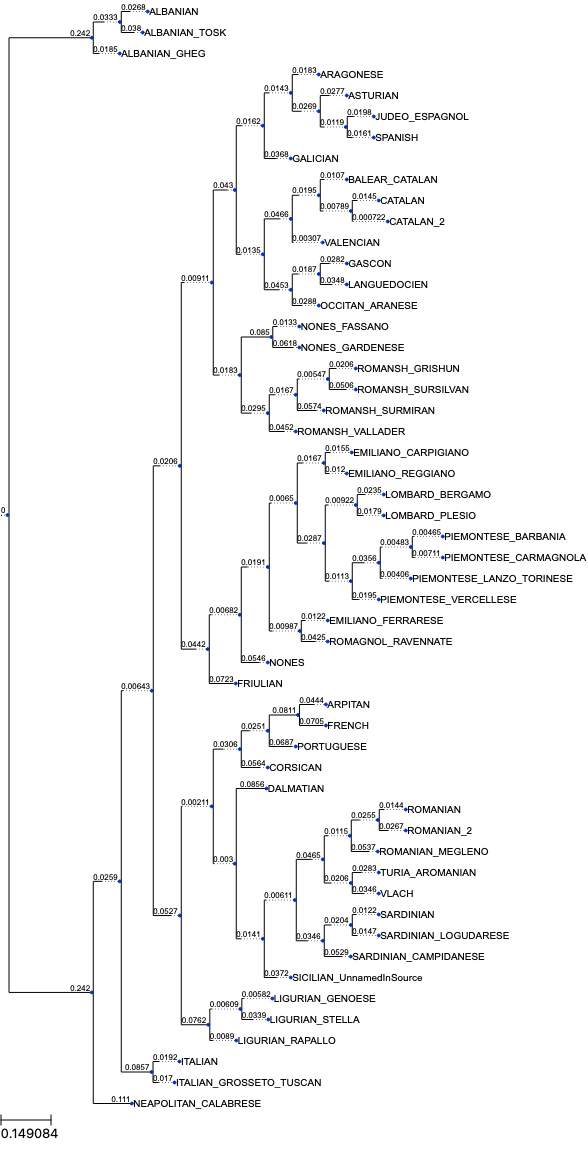 0.0268 ALBANIAN
0.0333
0.038 ALBANIAN_TOSK
0.242
0.0185 ALBANIAN_GHEG
0.0183 ARAGONESE
0.0143
0.0277 ASTURIAN
0.0269
0.0198 JUDEO_ESPAGNOL
0.0162
0.0119
0.0161 SPANISH
0.0368 GALICIAN
0.0107 BALEAR_CATALAN
0.043
0.0195
0.0145 CATALAN
0.00789
0.0466
0.000722 CATALAN_2
0.00307 VALENCIAN
0.0135
0.0282 GASCON
0.0187
0.00911
0.0348 LANGUEDOCIEN
0.0453
0.0288 OCCITAN_ARANESE
0.0133 NONES_FASSANO
0.085
0.0618 NONES_GARDENESE
0.0206 ROMANSH_GRISHUN
0.0183
0.00547
0.0506 ROMANSH_SURSILVAN
0.0167
0.0295
0.0574 ROMANSH_SURMIRAN
0.0452 ROMANSH_VALLADER
0.0155 EMILIANO_CARPIGIANO
0.0206
0.0167
0.012 EMILIANO_REGGIANO
0.0235 LOMBARD_BERGAMO
0.0065
0.00922
0.0179 LOMBARD_PLESIO
0
0.00465 PIEMONTESE_BARBANIA
0.0287
0.00483
0.00711 PIEMONTESE_CARMAGNOLA
0.0191
0.0356
0.00406 PIEMONTESE_LANZO_TORINESE
0.0113
0.0195 PIEMONTESE_VERCELLESE
0.00682
0.0122 EMILIANO_FERRARESE
0.00987
0.0425 ROMAGNOL_RAVENNATE
0.0442
0.0546 NONES
0.0723 FRIULIAN
0.00643
0.0444 ARPITAN
0.0811
0.0705 FRENCH
0.0251
0.0687 PORTUGUESE
0.0306
0.0564 CORSICAN
0.0856 DALMATIAN
0.00211
0.0144 ROMANIAN
0.0255
0.0267 ROMANIAN_2
0.0115
0.0537 ROMANIAN_MEGLENO
0.003
0.0465
0.0283 TURIA_AROMANIAN
0.0259
0.0206
0.0346 VLACH
0.00611
0.0122 SARDINIAN
0.0527
0.0204
0.0147 SARDINIAN_LOGUDARESE
0.0141
0.0346
0.0529 SARDINIAN_CAMPIDANESE
0.0372 SICILIAN_UnnamedInSource
0.242
0.00582 LIGURIAN_GENOESE
0.00609
0.0339 LIGURIAN_STELLA
0.0762
0.0089 LIGURIAN_RAPALLO
0.0192 ITALIAN
0.0857
0.017 ITALIAN_GROSSETO_TUSCAN
0.111 NEAPOLITAN_CALABRESE
0.149084